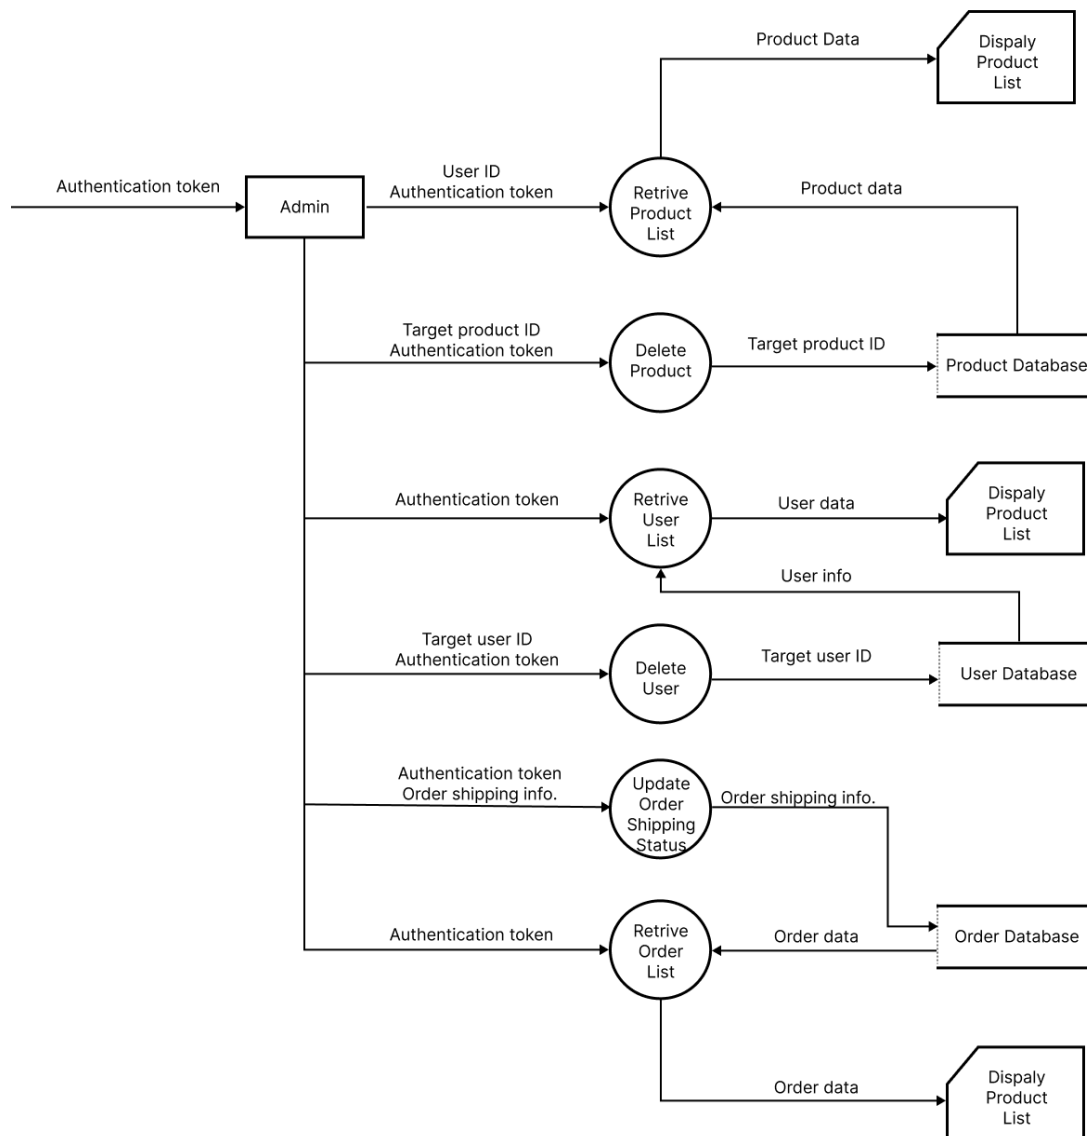 Product Data
Dispaly
Product
List
Authentication token
Admin
User ID
Authentication token
Retrive
Product
List
Product data
Target product ID
Authentication token
Delete
Product
Target product ID
Product Database
Authentication token
Retrive
User
List
User data
Dispaly
Product
List
User info
Target user ID
Authentication token
Delete
User
Target user ID
User Database
Authentication token
Order shipping info.
Update
Order
Shipping
Status
Order shipping info.
Authentication token
Retrive
Order
List
Order data
Order Database
Order data
Dispaly
Product
List